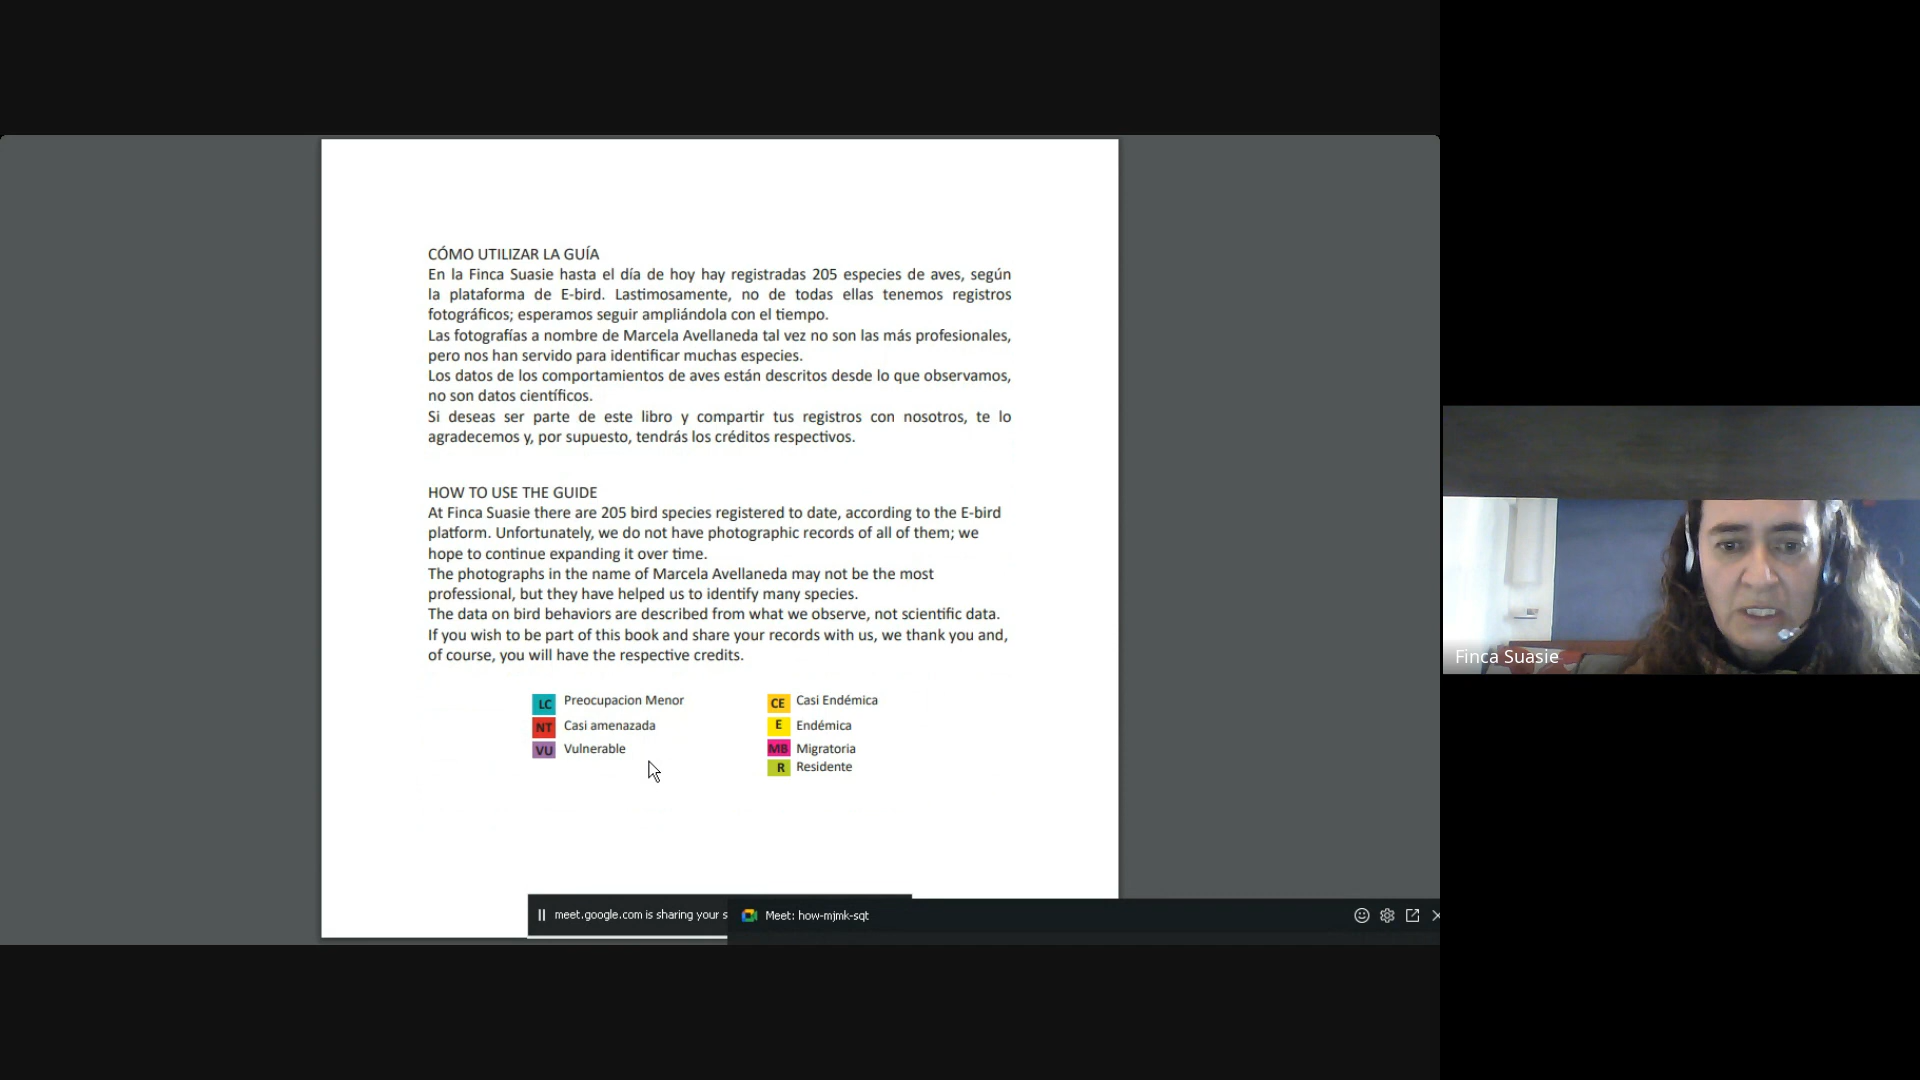 CÓMO UTILIZAR LA GUÍA
En la Finca Suasie hasta el día de hoy hay registradas 205 especies de aves, según
la plataforma de E-bird. Lastimosamente, no de todas ellas tenemos registros
fotográficos; esperamos seguir ampliándola con el tiempo.
Las fotografías a nombre de Marcela Avellaneda tal vez no son las más profesionales,
pero nos han servido para identificar muchas especies.
Los datos de los comportamientos de aves están descritos desde lo que observamos,
no son datos científicos.
Si deseas ser parte de este libro y compartir tus registros con nosotros, te lo
agradecemos y, por supuesto, tendrás los créditos respectivos.
HOW TO USE THE GUIDE
At Finca Suasie there are 205 bird species registered to date, according to the E-bird
platform. Unfortunately, we do not have photographic records of all of them; we
hope to continue expanding it over time.
The photographs in the name of Marcela Avellaneda may not be the most
professional, but they have helped us to identify many species.
The data on bird behaviors are described from what we observe, not scientific data.
If you wish to be part of this book and share your records with us, we thank you and,
of course, you will have the respective credits.
LC Preocupacion Menor
NT Casi amenazada
VU Vulnerable
CE Casi Endémica
E Endémica
MB Migratoria
R Residente
meet.google.com is sharing your s
Meet: how-mjmk-sqt
Finca Suasie